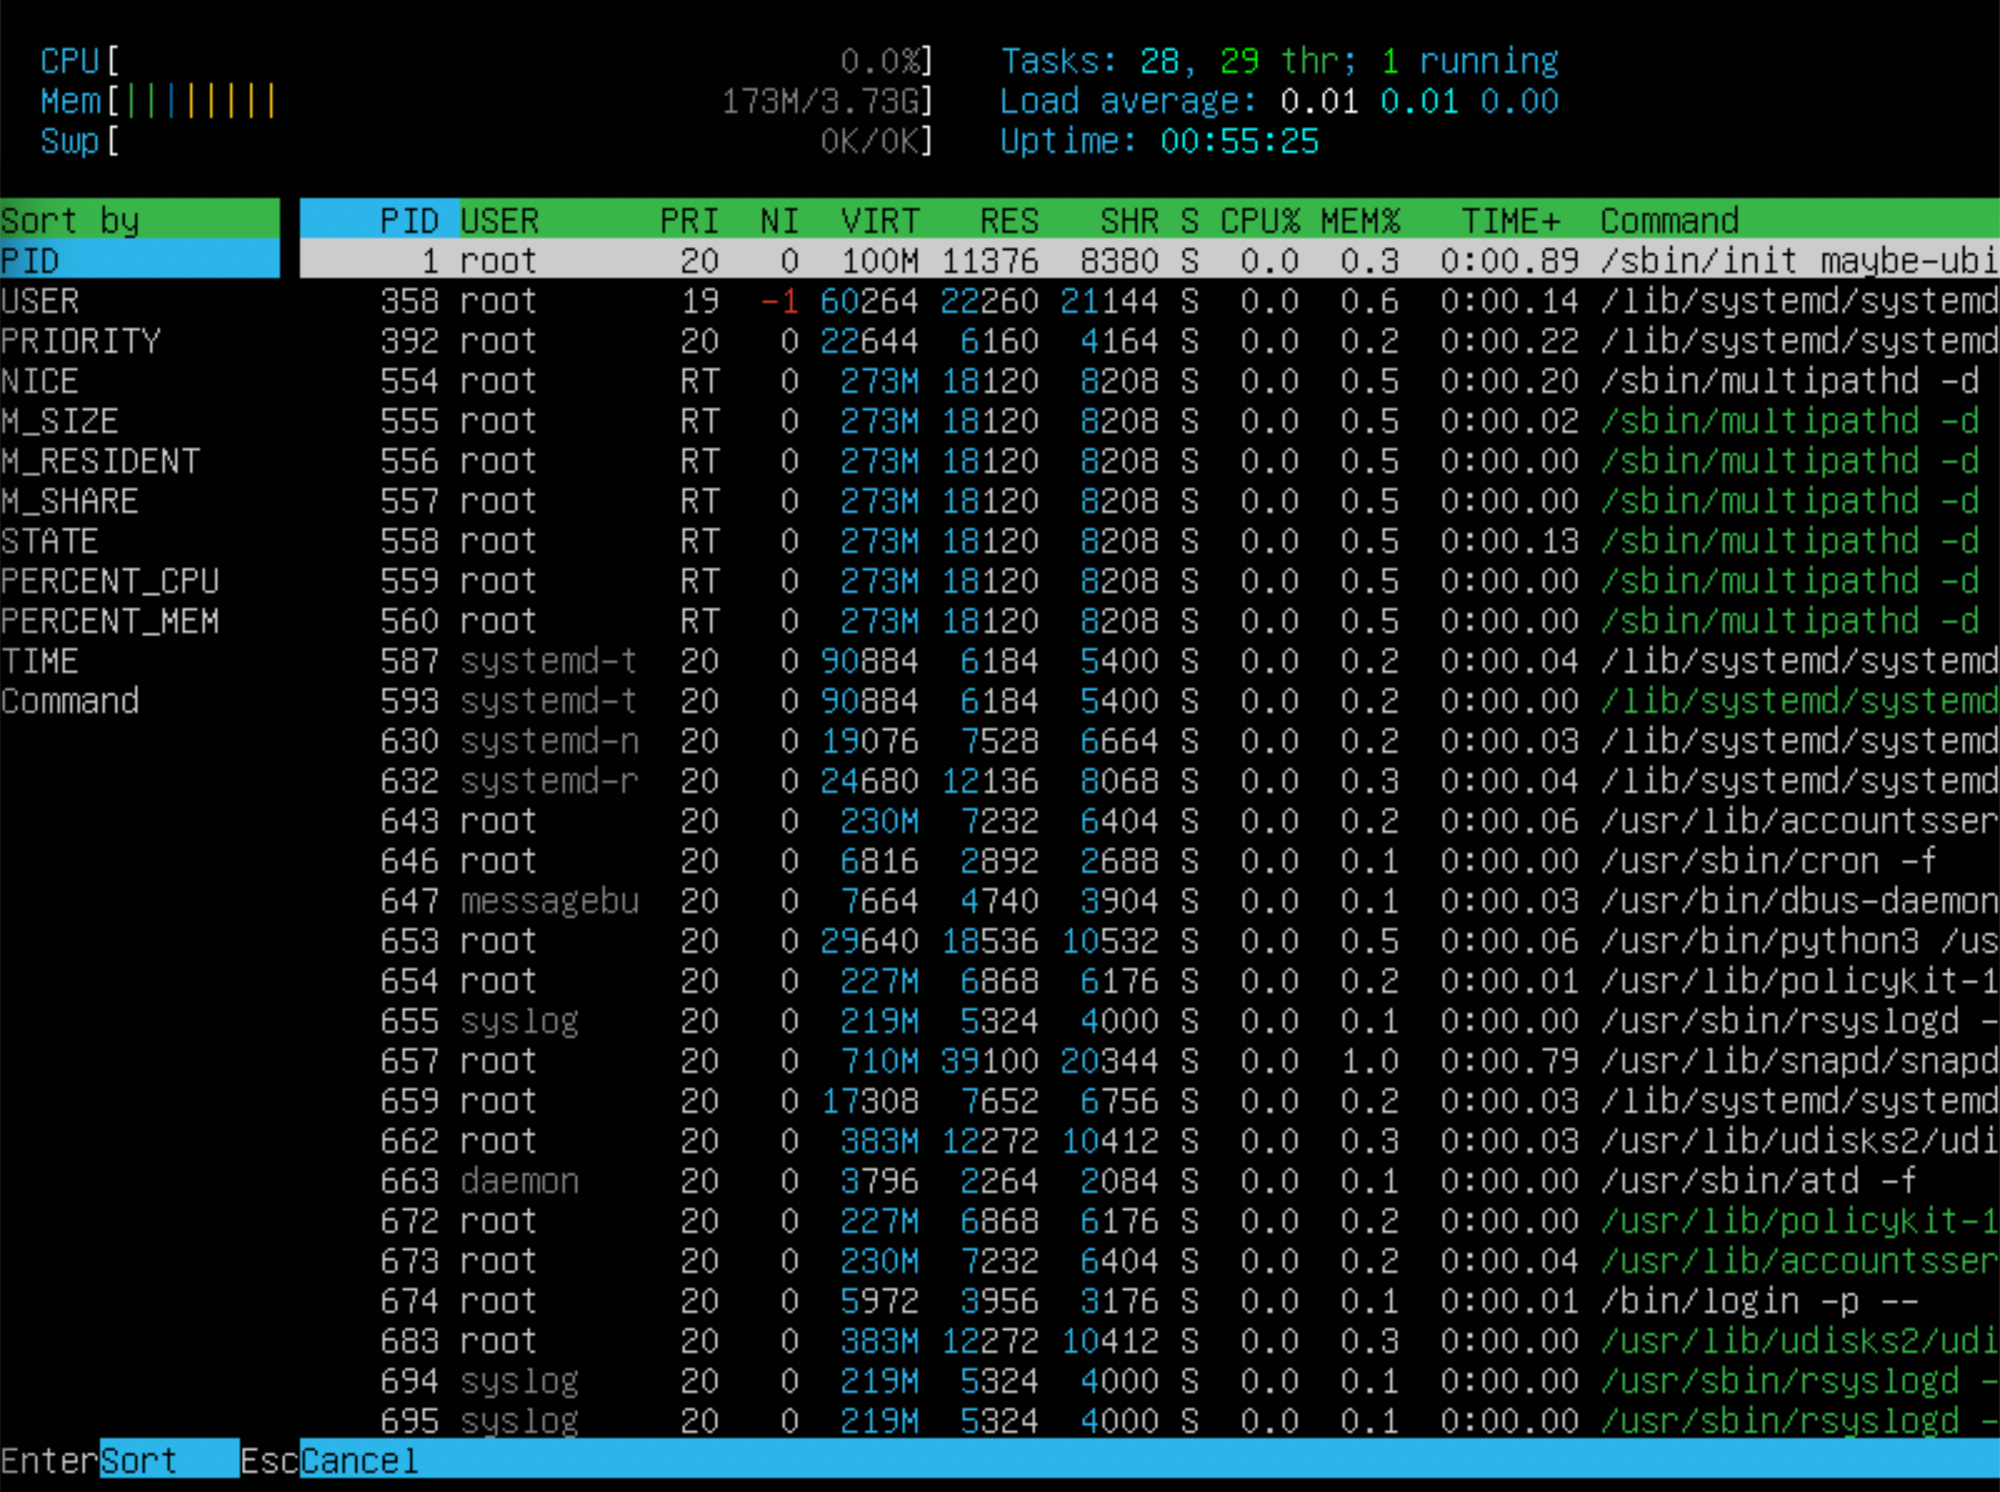 CPU[ 0.0%] Tasks: 28, 29 thr; 1 running
Mem[|||||||| 173M/3.73G] Load average: 0.01 0.01 0.00
Swp[ 0K/0K] Uptime: 00:55:25
Sort by PID USER PRI NI VIRT RES SHR S CPU% MEM% TIME+ Command
PID 1 root 20 0 100M 11376 8380 S 0.0 0.3 0:00.89 /sbin/init maybe-ubi
USER 358 root 19 -1 60264 22260 21144 S 0.0 0.6 0:00.14 /lib/systemd/systemd
PRIORITY 392 root 20 0 22644 6160 4164 S 0.0 0.2 0:00.22 /lib/systemd/systemd
NICE 554 root RT 0 273M 18120 8208 S 0.0 0.5 0:00.20 /sbin/multipathd -d
M_SIZE 555 root RT 0 273M 18120 8208 S 0.0 0.5 0:00.02 /sbin/multipathd -d
M_RESIDENT 556 root RT 0 273M 18120 8208 S 0.0 0.5 0:00.00 /sbin/multipathd -d
M_SHARE 557 root RT 0 273M 18120 8208 S 0.0 0.5 0:00.00 /sbin/multipathd -d
STATE 558 root RT 0 273M 18120 8208 S 0.0 0.5 0:00.13 /sbin/multipathd -d
PERCENT_CPU 559 root RT 0 273M 18120 8208 S 0.0 0.5 0:00.00 /sbin/multipathd -d
PERCENT_MEM 560 root RT 0 273M 18120 8208 S 0.0 0.5 0:00.00 /sbin/multipathd -d
TIME 587 systemd-t 20 0 90884 6184 5400 S 0.0 0.2 0:00.04 /lib/systemd/systemd
Command 593 systemd-t 20 0 90884 6184 5400 S 0.0 0.2 0:00.00 /lib/systemd/systemd
630 systemd-n 20 0 19076 7528 6664 S 0.0 0.2 0:00.03 /lib/systemd/systemd
632 systemd-r 20 0 24680 12136 8068 S 0.0 0.3 0:00.04 /lib/systemd/systemd
643 root 20 0 230M 7232 6404 S 0.0 0.2 0:00.06 /usr/lib/accountsser
646 root 20 0 6816 2892 2688 S 0.0 0.1 0:00.00 /usr/sbin/cron -f
647 messagebu 20 0 7664 4740 3904 S 0.0 0.1 0:00.03 /usr/bin/dbus-daemon
653 root 20 0 29640 18536 10532 S 0.0 0.5 0:00.06 /usr/bin/python3 /us
654 root 20 0 227M 6868 6176 S 0.0 0.2 0:00.01 /usr/lib/policykit-1
655 syslog 20 0 219M 5324 4000 S 0.0 0.1 0:00.00 /usr/sbin/rsyslogd -
657 root 20 0 710M 39100 20344 S 0.0 1.0 0:00.79 /usr/lib/snapd/snapd
659 root 20 0 17308 7652 6756 S 0.0 0.2 0:00.03 /lib/systemd/systemd
662 root 20 0 383M 12272 10412 S 0.0 0.3 0:00.03 /usr/lib/udisks2/udi
663 daemon 20 0 3796 2264 2084 S 0.0 0.1 0:00.00 /usr/sbin/atd -f
672 root 20 0 227M 6868 6176 S 0.0 0.2 0:00.00 /usr/lib/policykit-1
673 root 20 0 230M 7232 6404 S 0.0 0.2 0:00.04 /usr/lib/accountsser
674 root 20 0 5972 3956 3176 S 0.0 0.1 0:00.01 /bin/login -p --
683 root 20 0 383M 12272 10412 S 0.0 0.3 0:00.00 /usr/lib/udisks2/udi
694 syslog 20 0 219M 5324 4000 S 0.0 0.1 0:00.00 /usr/sbin/rsyslogd -
695 syslog 20 0 219M 5324 4000 S 0.0 0.1 0:00.00 /usr/sbin/rsyslogd -
EnterSort EscCancel